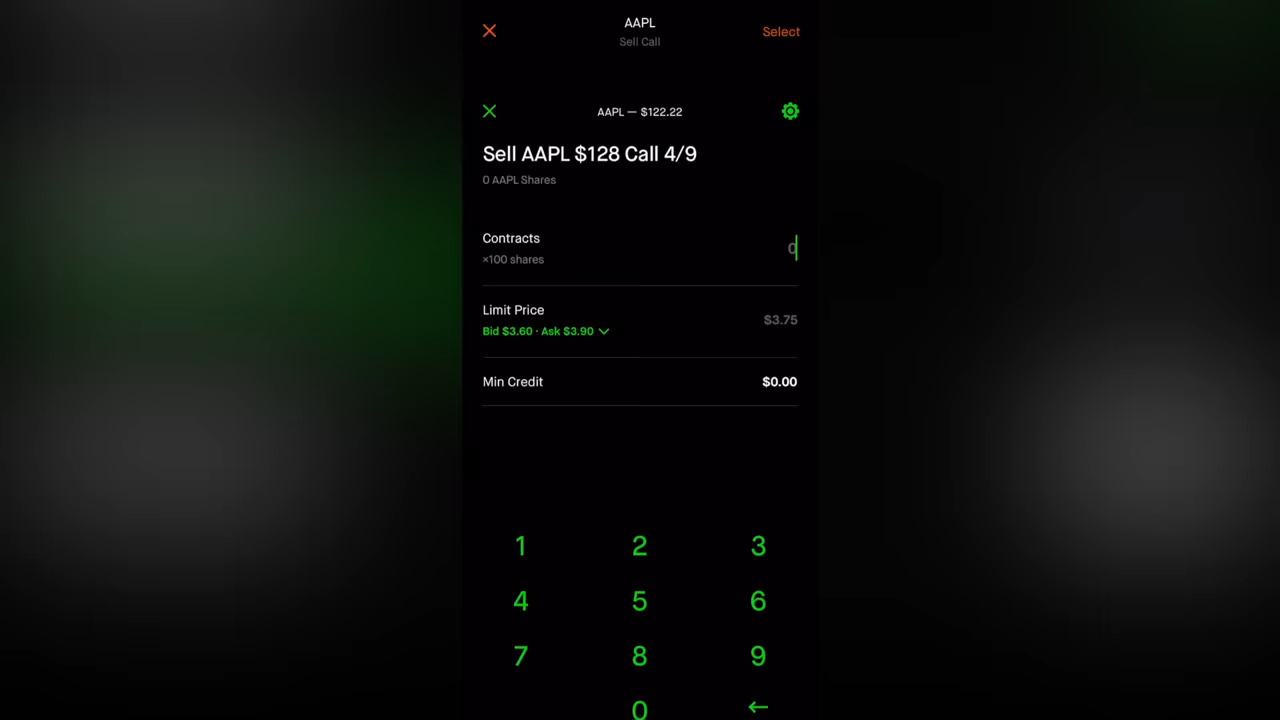 AAPL
Sell Call
Select
AAPL — $122.22
Sell AAPL $128 Call 4/9
0 AAPL Shares
Contracts
×100 shares
0
Limit Price
Bid $3.60 · Ask $3.90
$3.75
Min Credit
$0.00
1 2 3
4 5 6
7 8 9
0 ←